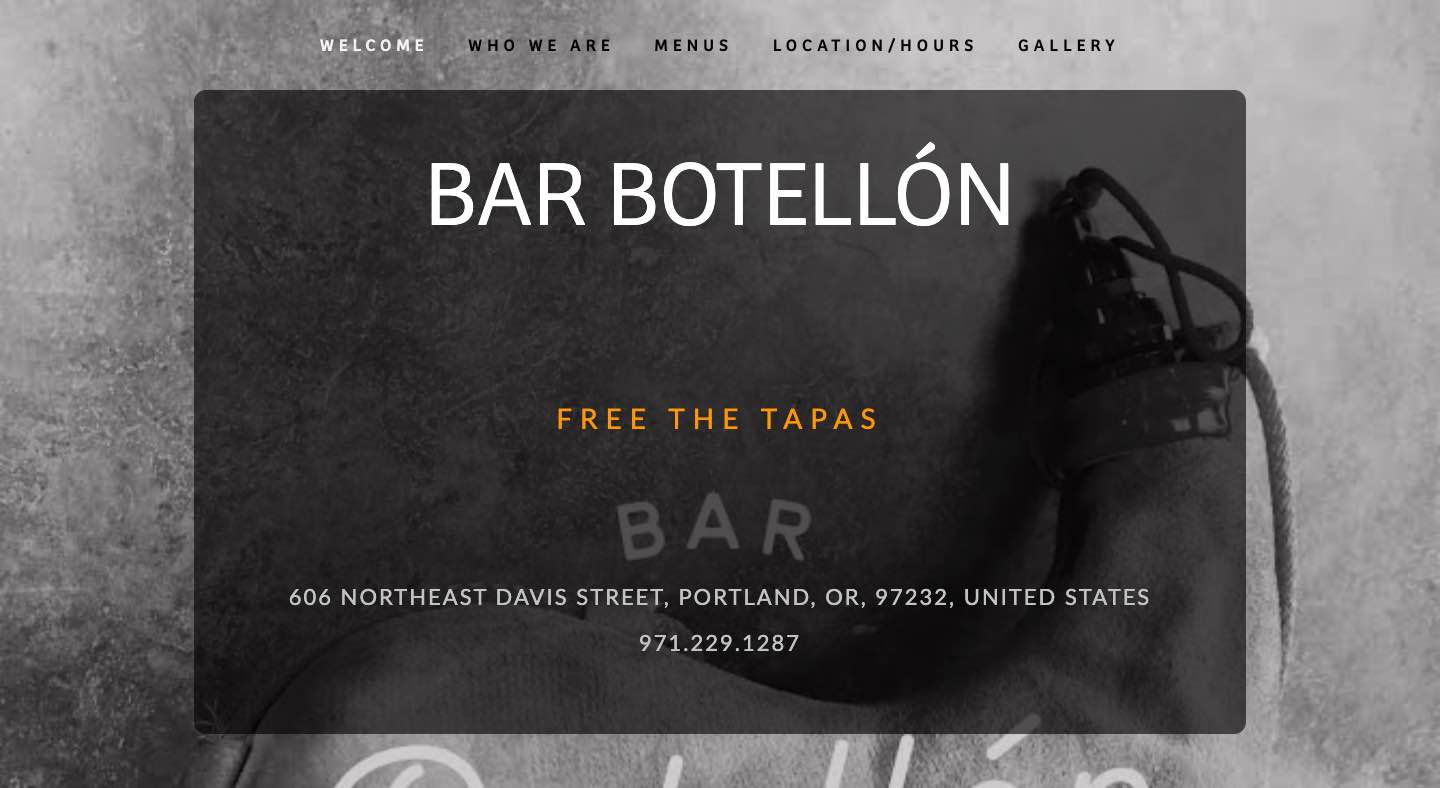 WELCOME WHO WE ARE MENUS LOCATION/HOURS GALLERY
BAR BOTELLÓN
FREE THE TAPAS
BAR
606 NORTHEAST DAVIS STREET, PORTLAND, OR, 97232, UNITED STATES
971.229.1287
Botellón